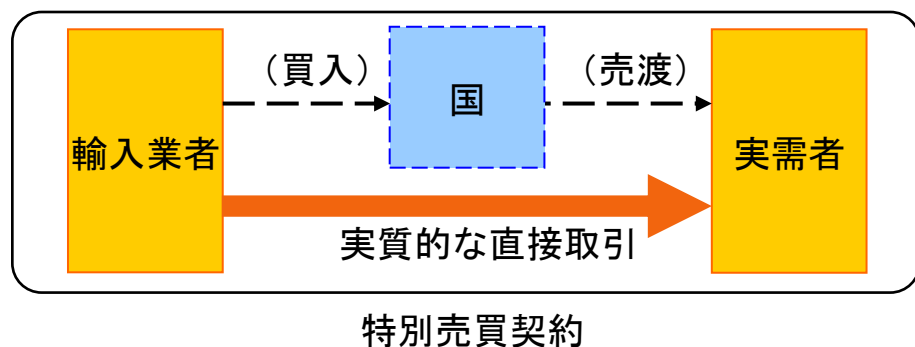 （買入）
（売渡）
国
輸入業者
実需者
実質的な直接取引
特別売買契約